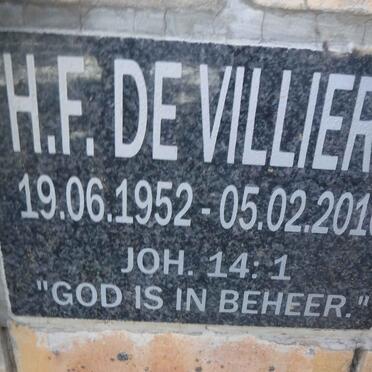 H.F. DE VILLIER
19.06.1952 - 05.02.201
JOH. 14: 1
"GOD IS IN BEHEER."